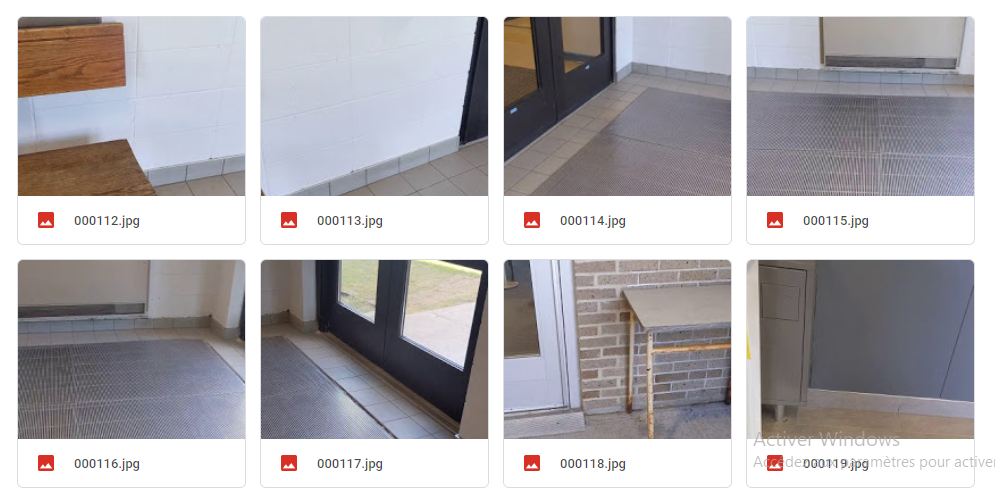 000112.jpg
000113.jpg
000114.jpg
000115.jpg
000116.jpg
000117.jpg
000118.jpg
000119.jpg
Activer Windows
Accédez aux paramètres pour activer